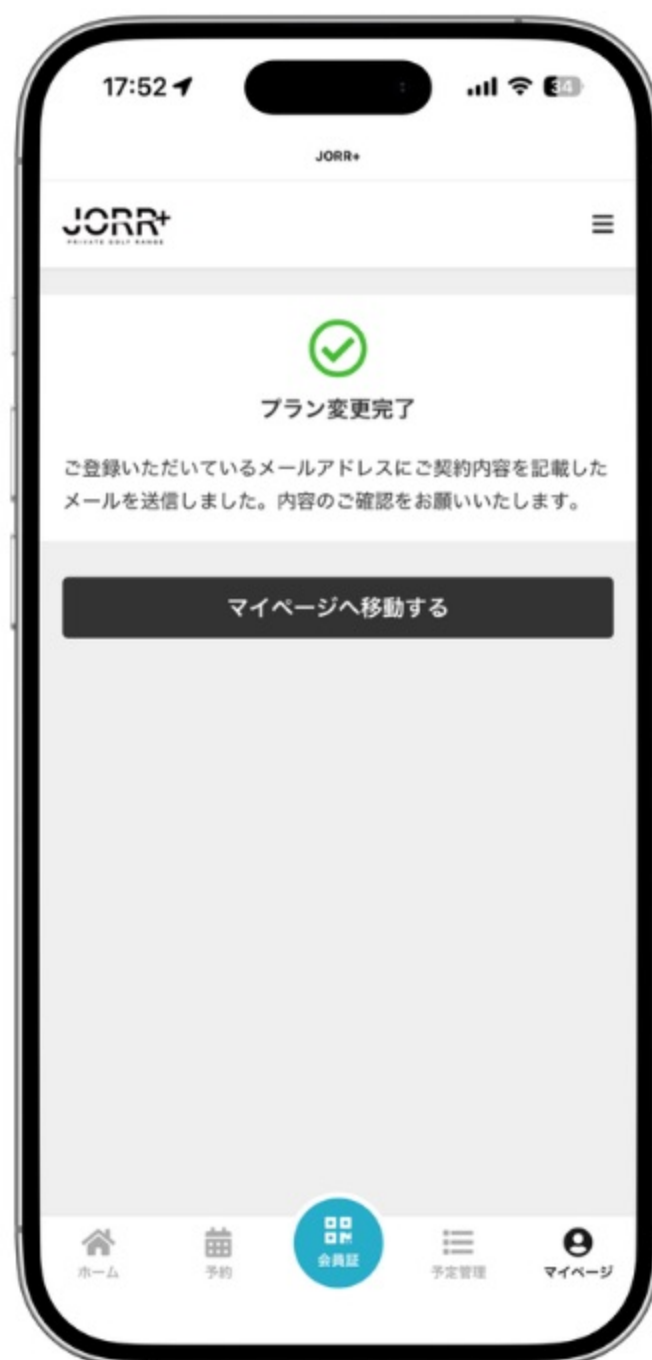 17:52
34
JORR+
JORR+
PRIVATE GOLF RANGE
プラン変更完了
ご登録いただいているメールアドレスにご契約内容を記載した
メールを送信しました。内容のご確認をお願いいたします。
マイページへ移動する
ホーム
予約
会員証
予定管理
マイページ